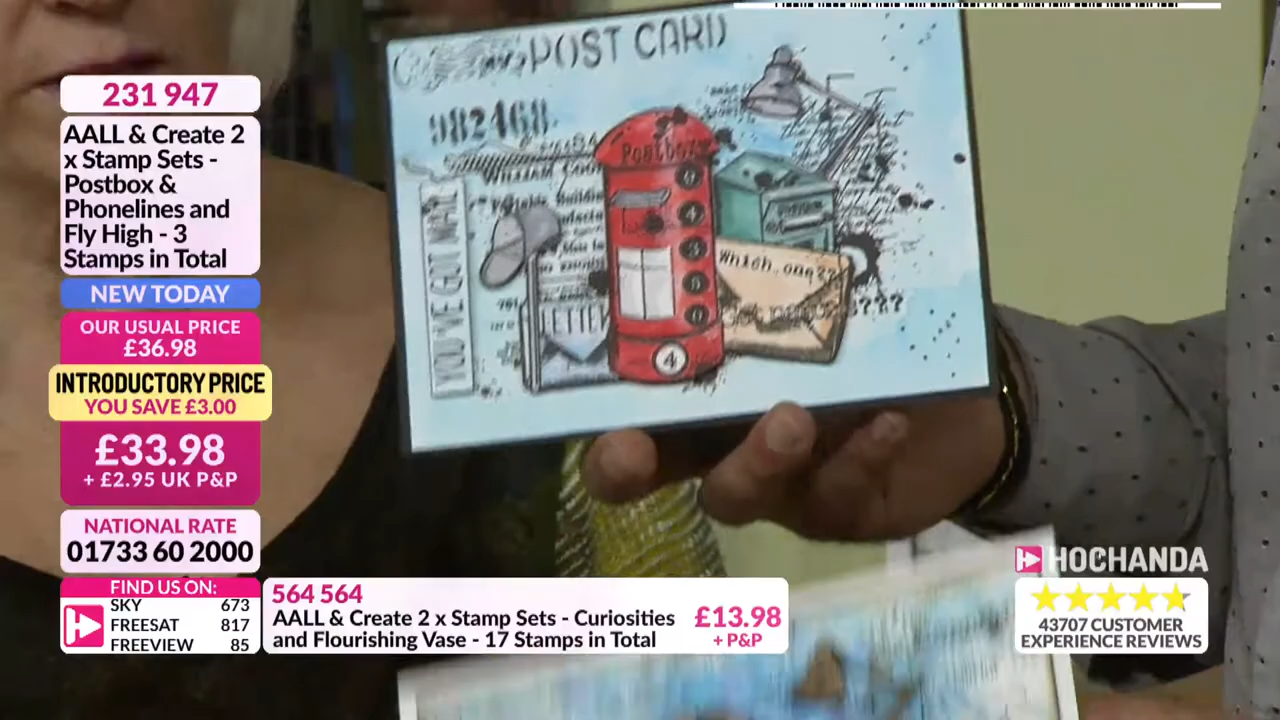 231 947
AALL & Create 2
x Stamp Sets -
Postbox &
Phonelines and
Fly High - 3
Stamps in Total
NEW TODAY
OUR USUAL PRICE
£36.98
INTRODUCTORY PRICE
YOU SAVE £3.00
£33.98
+ £2.95 UK P&P
NATIONAL RATE
01733 60 2000
FIND US ON:
SKY 673
FREESAT 817
FREEVIEW 85
564 564
AALL & Create 2 x Stamp Sets - Curiosities
and Flourishing Vase - 17 Stamps in Total
£13.98
+ P&P
HOCHANDA
43707 CUSTOMER
EXPERIENCE REVIEWS
POST CARD
982468
Postbox
WILLIAM
YOU'VE GOT MAIL
LETTER
Which one??
???
4